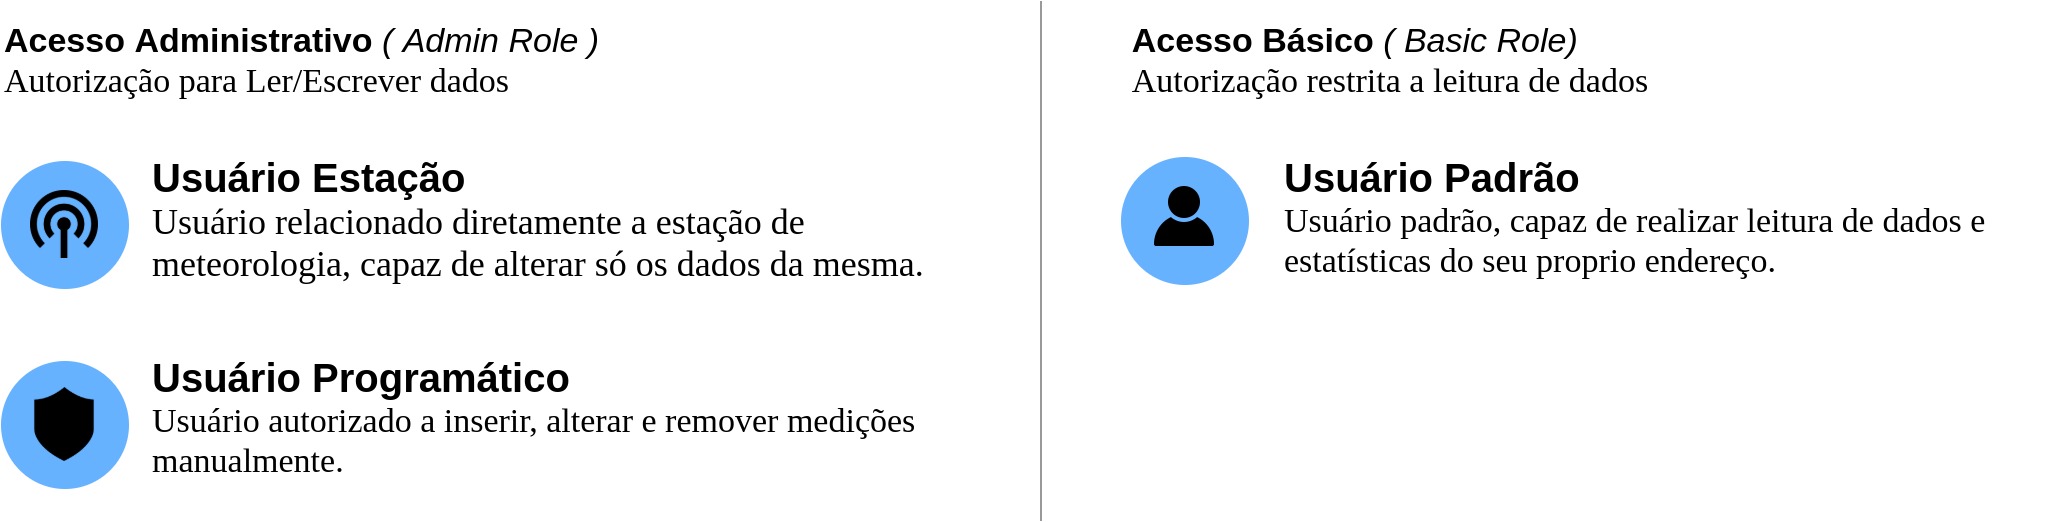 Acesso Administrativo ( Admin Role )
Autorização para Ler/Escrever dados
Usuário Estação
Usuário relacionado diretamente a estação de
meteorologia, capaz de alterar só os dados da mesma.
Usuário Programático
Usuário autorizado a inserir, alterar e remover medições
manualmente.
Acesso Básico ( Basic Role)
Autorização restrita a leitura de dados
Usuário Padrão
Usuário padrão, capaz de realizar leitura de dados e
estatísticas do seu proprio endereço.